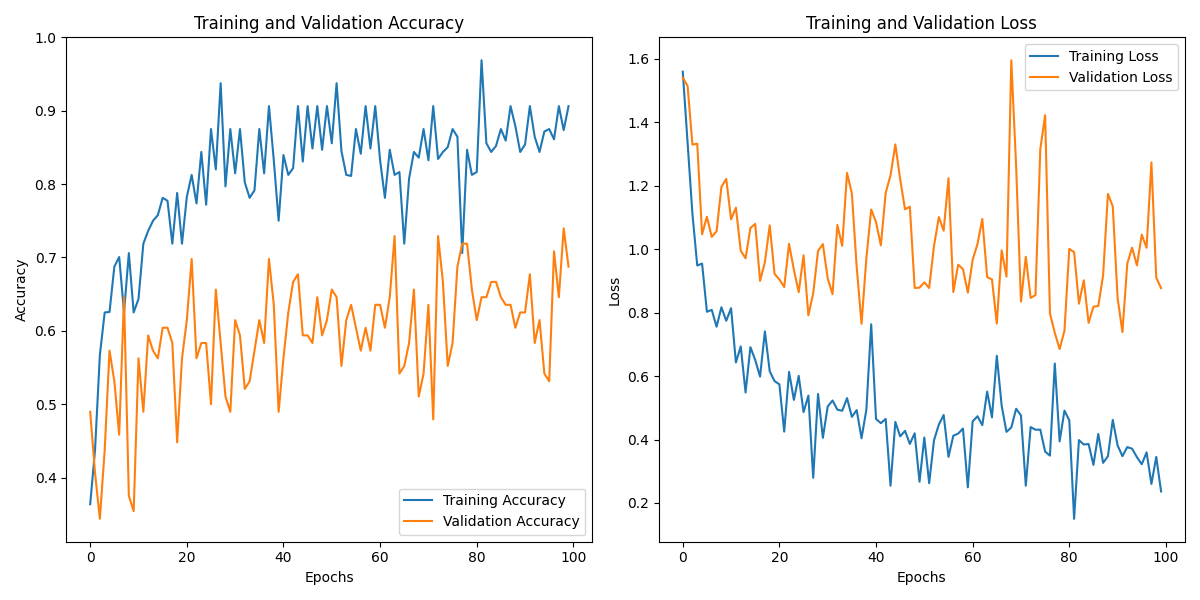 Training and Validation Accuracy
1.0
0.9
0.8
0.7
0.6
0.5
0.4
Accuracy
0
20
40
60
80
100
Epochs
Training Accuracy
Validation Accuracy
Training and Validation Loss
1.6
1.4
1.2
1.0
0.8
0.6
0.4
0.2
Loss
0
20
40
60
80
100
Epochs
Training Loss
Validation Loss